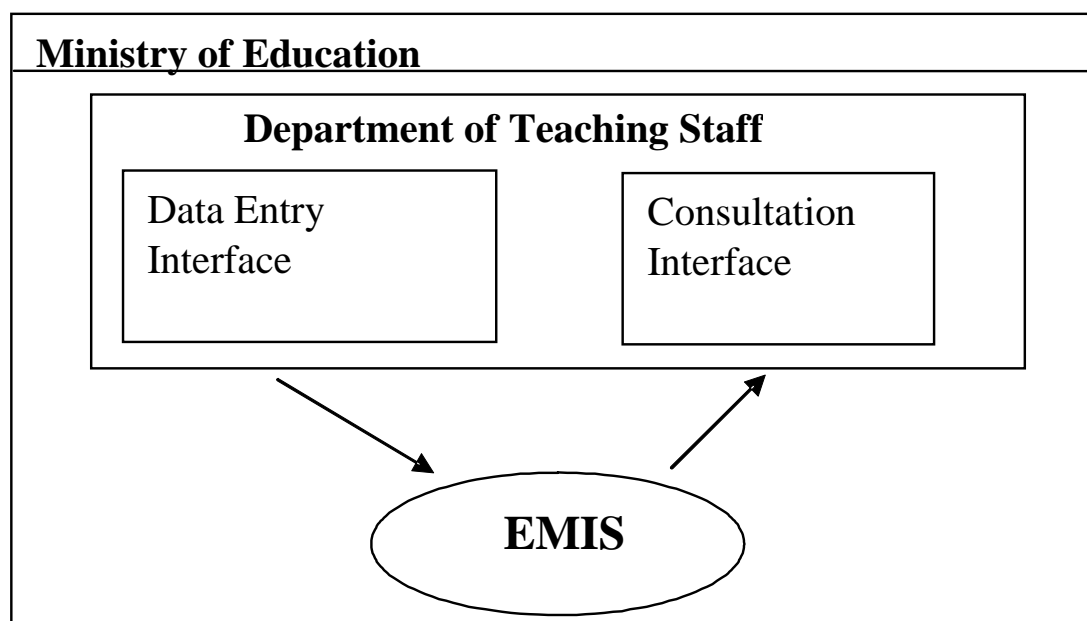 Ministry of Education
Department of Teaching Staff
Data Entry
Interface
Consultation
Interface
EMIS